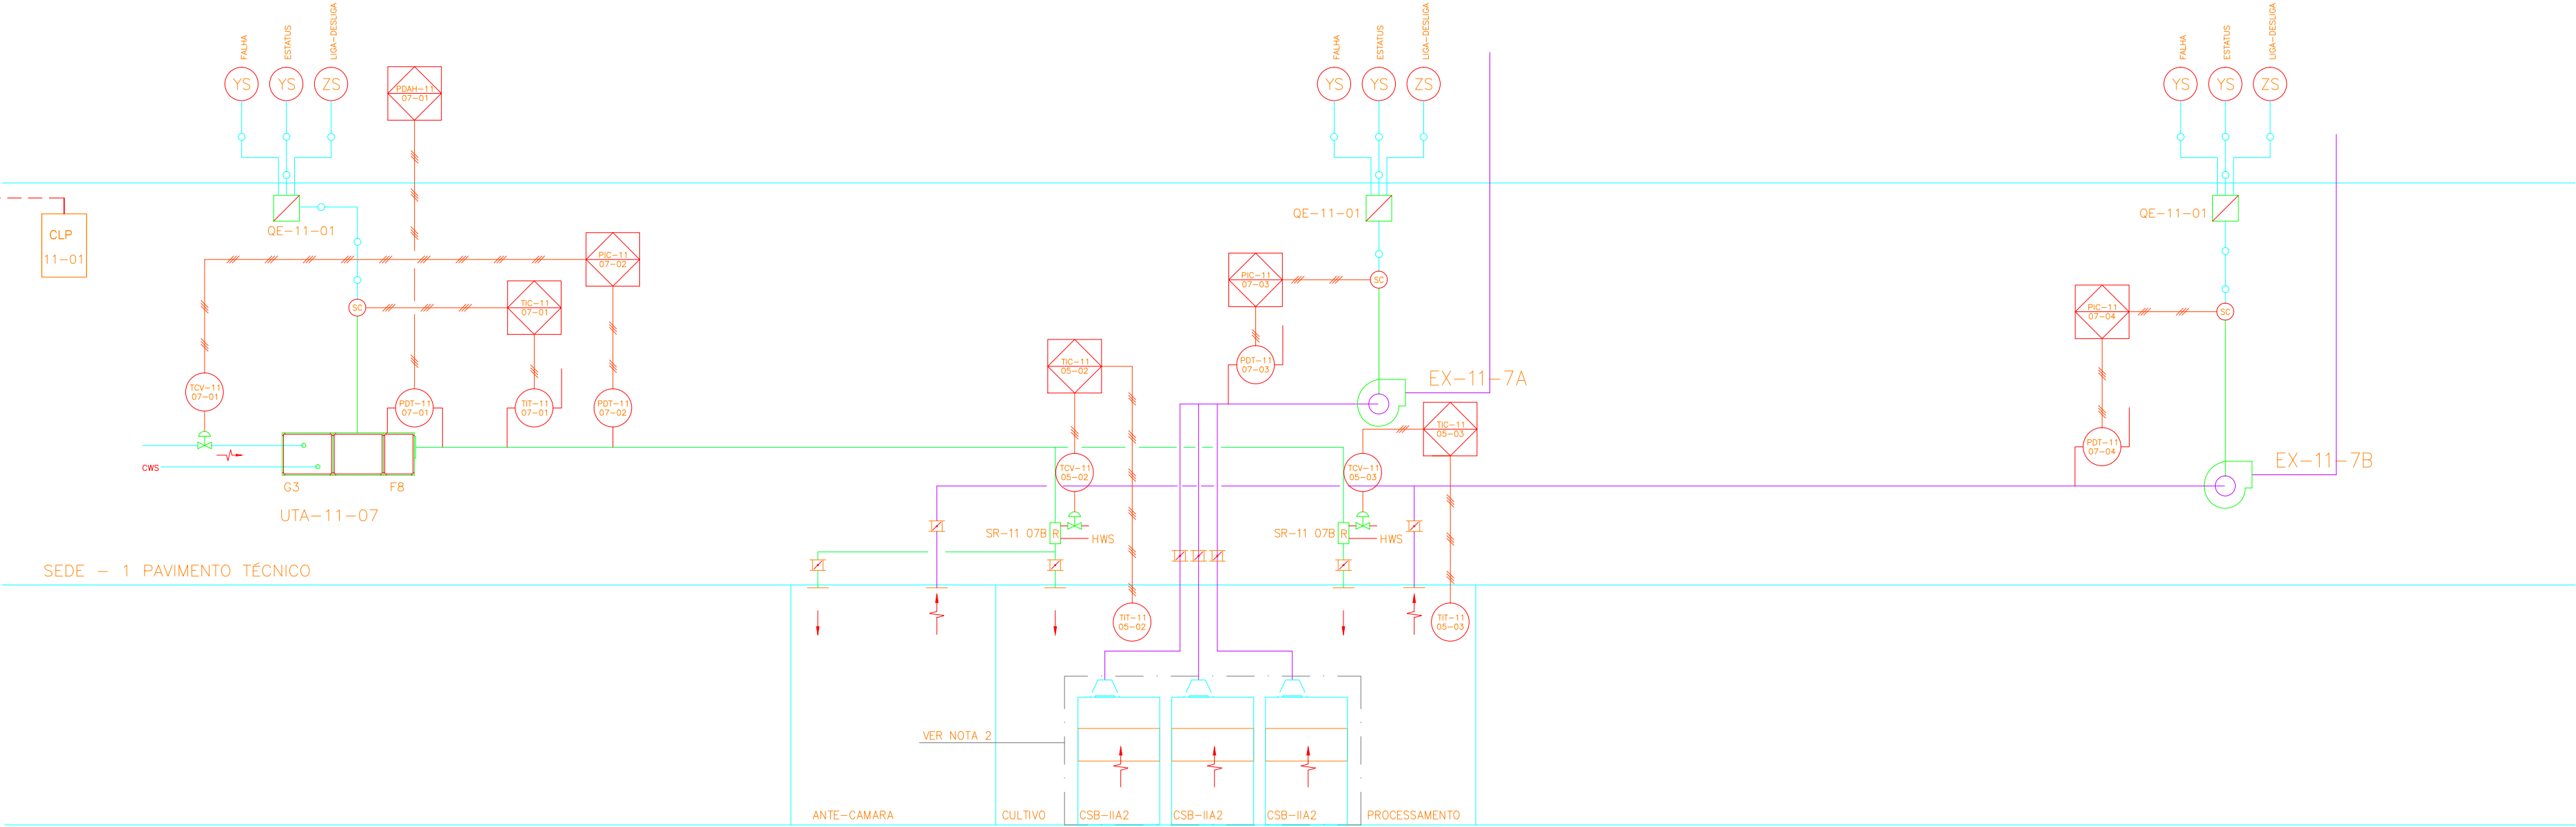 FALHA
ESTATUS
LIGA-DESLIGA
FALHA
ESTATUS
LIGA-DESLIGA
FALHA
ESTATUS
LIGA-DESLIGA
YS
YS
ZS
PDAH-11
07-01
YS
YS
ZS
YS
YS
ZS
CLP
11-01
QE-11-01
QE-11-01
QE-11-01
PIC-11
07-02
PIC-11
07-03
SC
TIC-11
07-01
SC
PIC-11
07-04
SC
TIC-11
05-02
PDT-11
07-03
EX-11-7A
TCV-11
07-01
PDT-11
07-01
TIT-11
07-01
PDT-11
07-02
TIC-11
05-03
PDT-11
07-04
EX-11-7B
CWS
TCV-11
05-02
TCV-11
05-03
G3
F8
UTA-11-07
SR-11 07B
R
HWS
SR-11 07B
R
HWS
SEDE - 1 PAVIMENTO TÉCNICO
TIT-11
05-02
TIT-11
05-03
VER NOTA 2
ANTE-CAMARA
CULTIVO
CSB-IIA2
CSB-IIA2
CSB-IIA2
PROCESSAMENTO